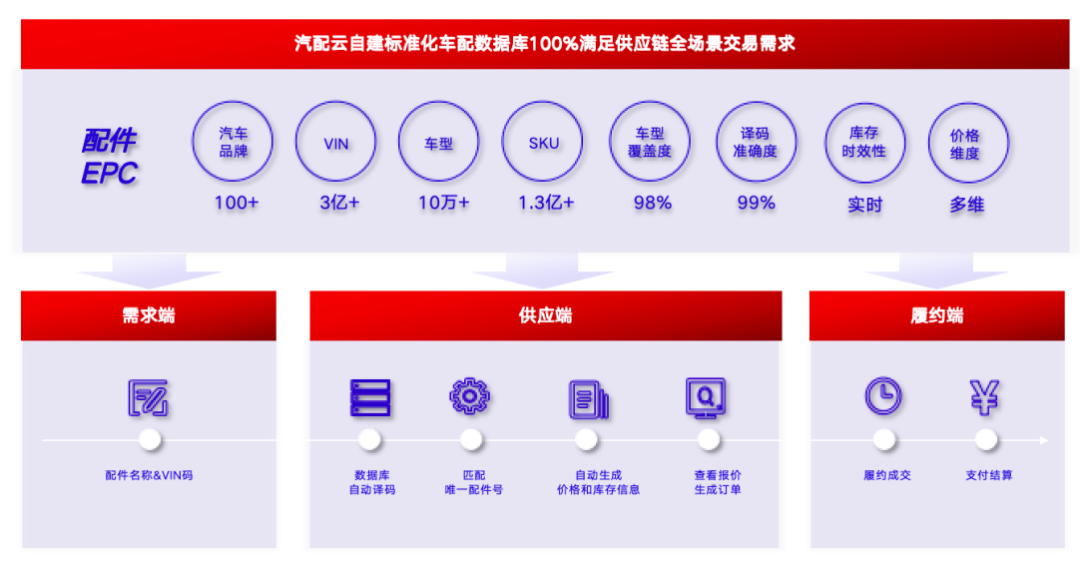 汽配云自建标准化车配数据库100%满足供应链全场景交易需求
配件
EPC
汽车
品牌
100+
VIN
3亿+
车型
10万+
SKU
1.3亿+
车型
覆盖度
98%
译码
准确度
99%
库存
时效性
实时
价格
维度
多维
需求端
配件名称&VIN码
供应端
数据库
自动译码
匹配
唯一配件号
自动生成
价格和库存信息
查看报价
生成订单
履约端
履约成交
支付结算